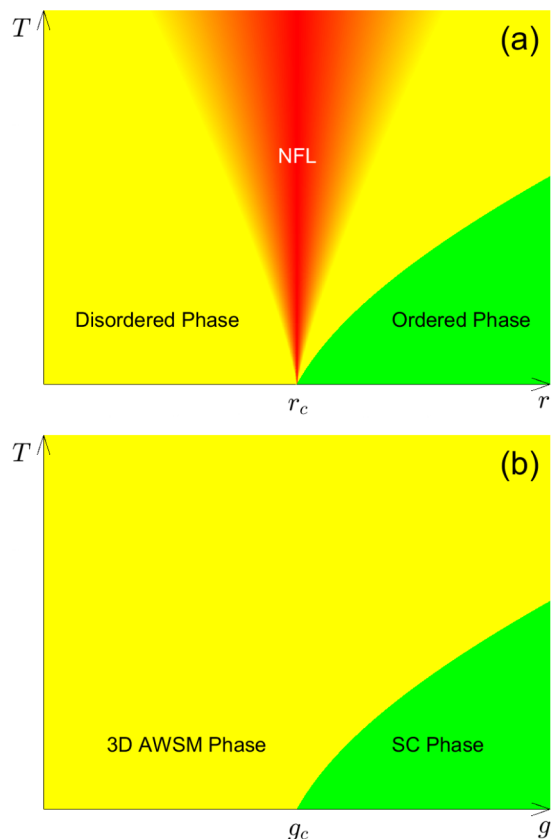 T
(a)
NFL
Disordered Phase
Ordered Phase
r_c
r
T
(b)
3D AWSM Phase
SC Phase
g_c
g